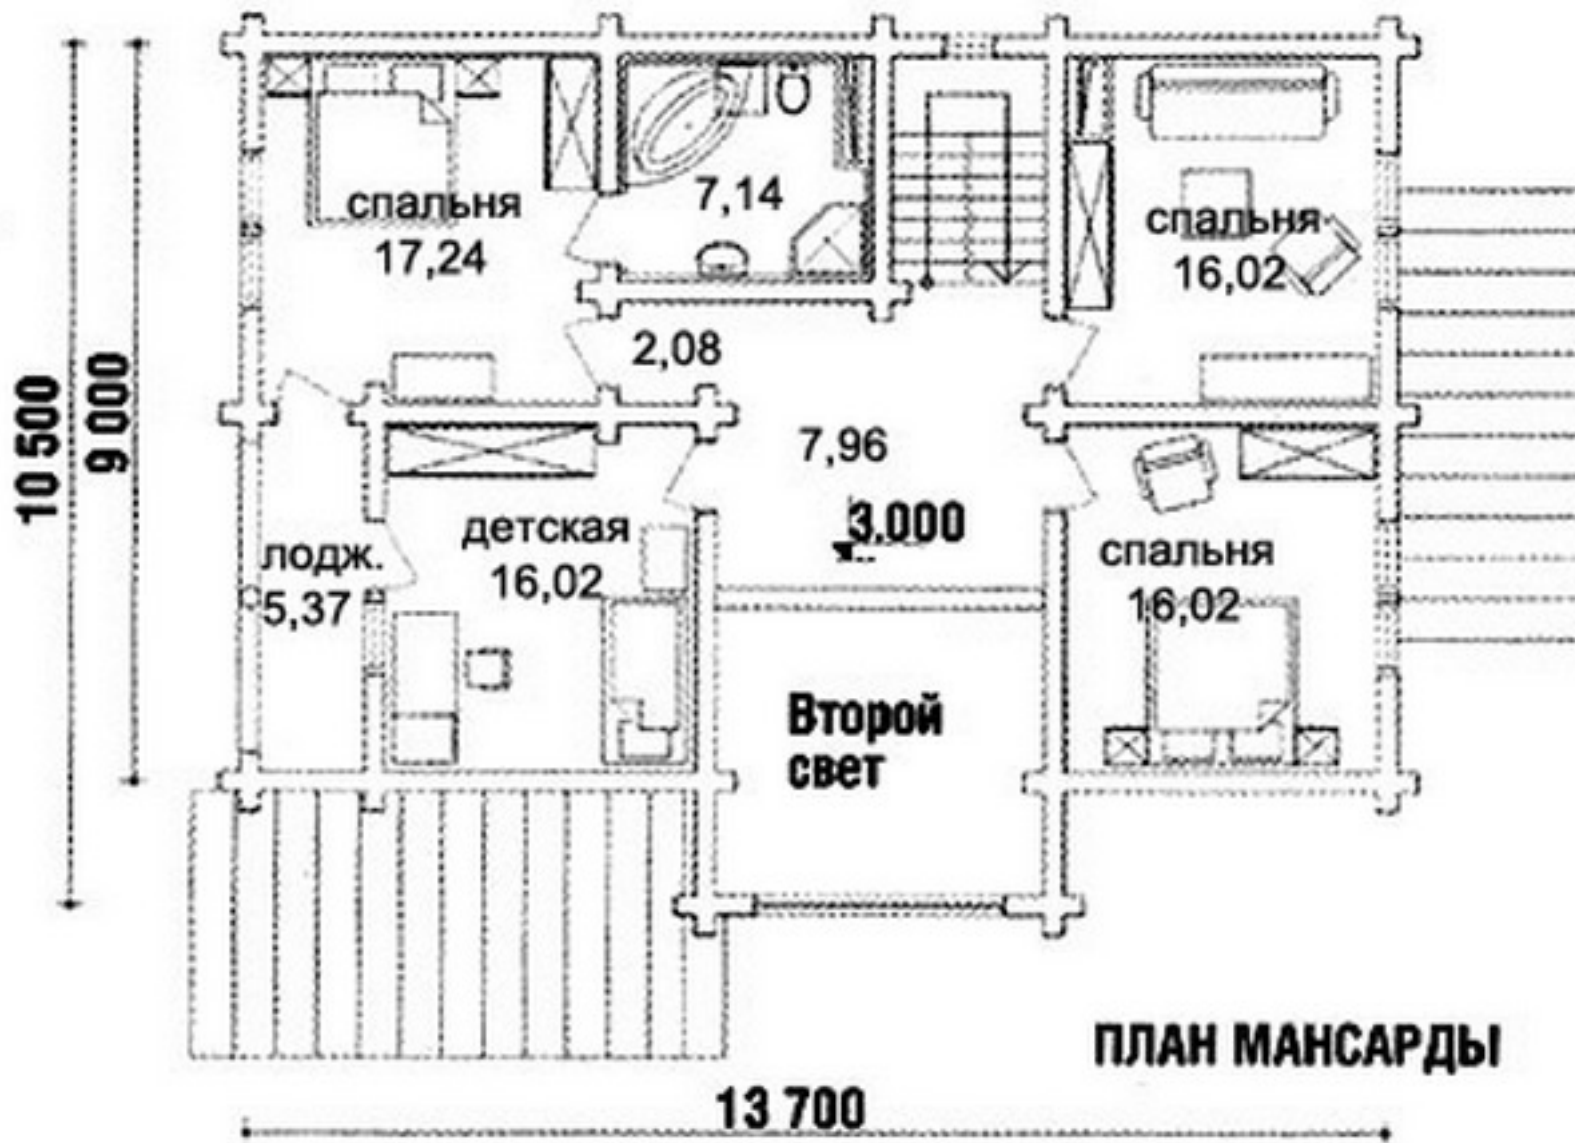 спальня
17,24
7,14
спальня
16,02
2,08
7,96
3.000
10 500
9 000
лодж.
5,37
детская
16,02
спальня
16,02
Второй
свет
ПЛАН МАНСАРДЫ
13 700